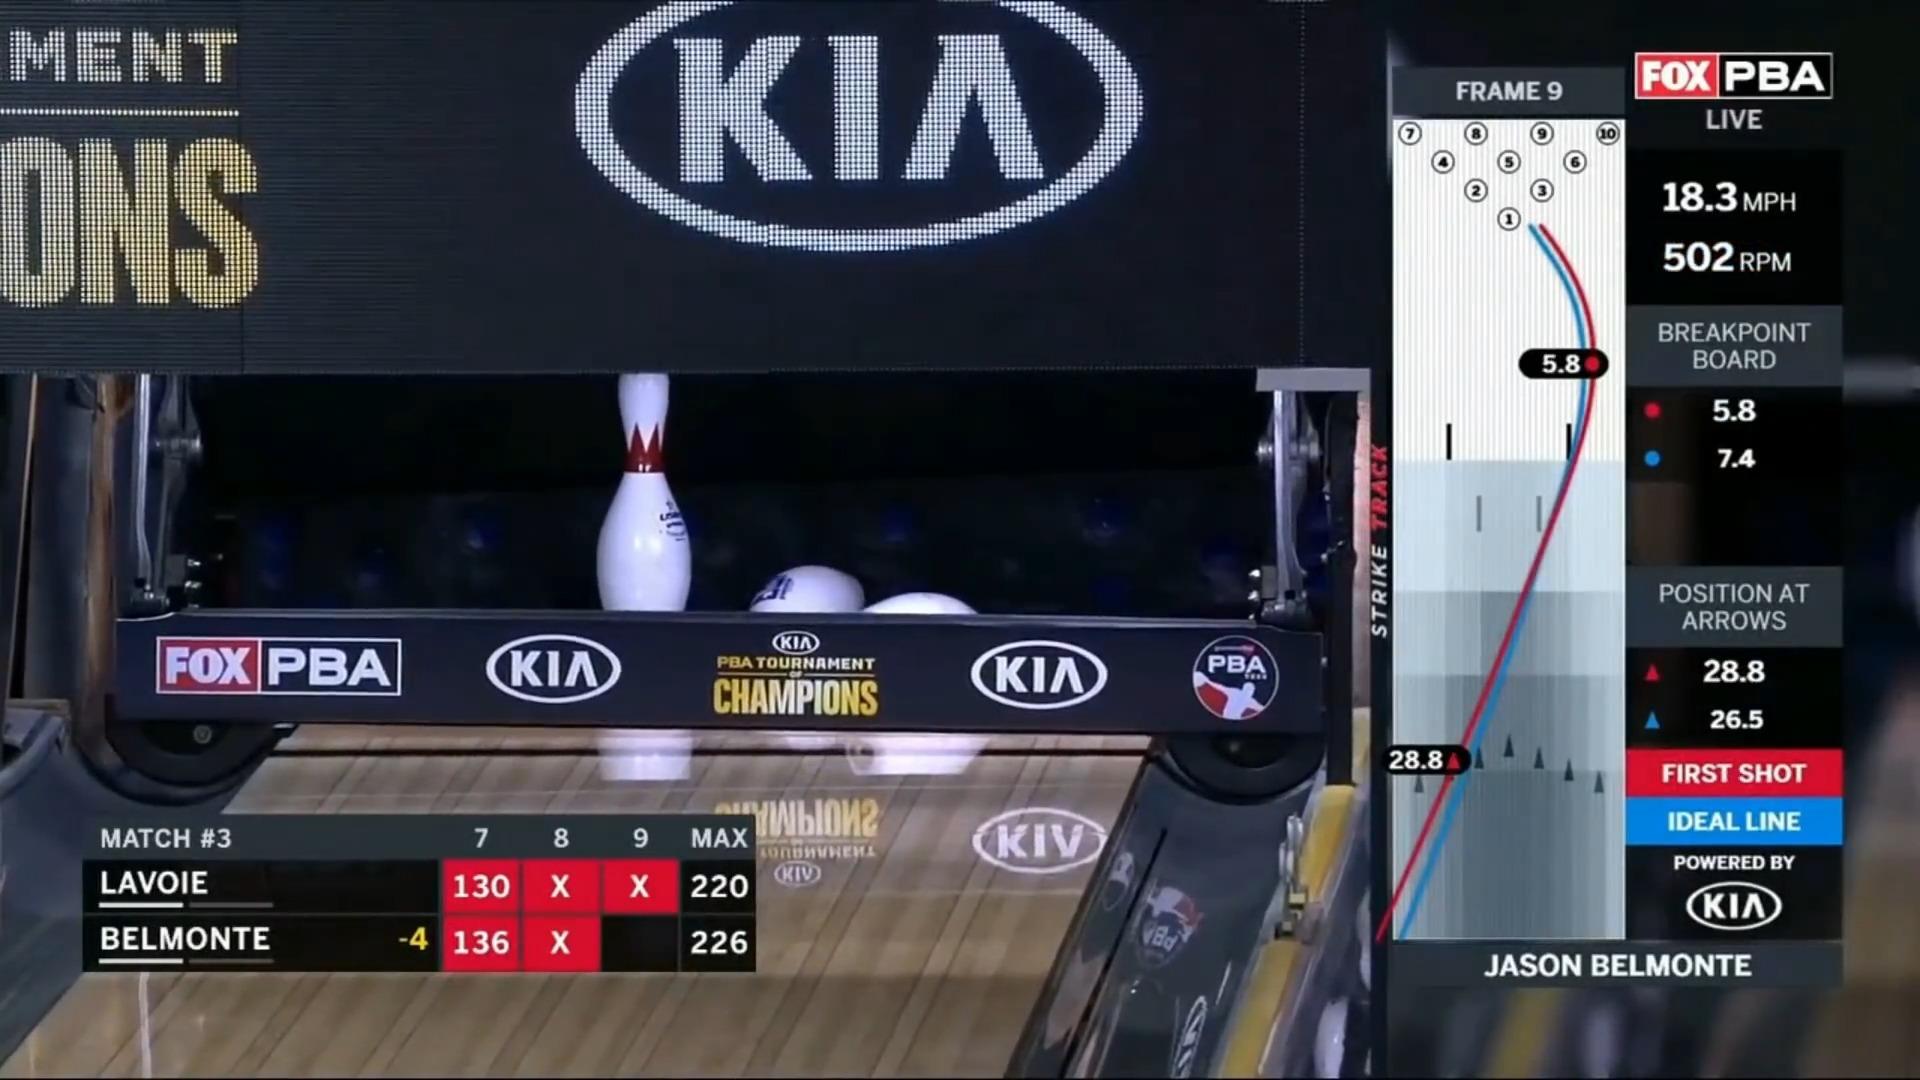 MENT
ONS
KIA
FOX PBA
LIVE
FRAME 9
7 8 9 10
4 5 6
2 3
1
18.3 MPH
502 RPM
BREAKPOINT
BOARD
5.8
5.8
7.4
STRIKE TRACK
POSITION AT
ARROWS
28.8
26.5
28.8
FIRST SHOT
IDEAL LINE
POWERED BY
KIA
JASON BELMONTE
FOX PBA
KIA
KIA
PBA TOURNAMENT
OF
CHAMPIONS
KIA
PBA
MATCH #3 7 8 9 MAX
LAVOIE 130 X X 220
BELMONTE -4 136 X 226